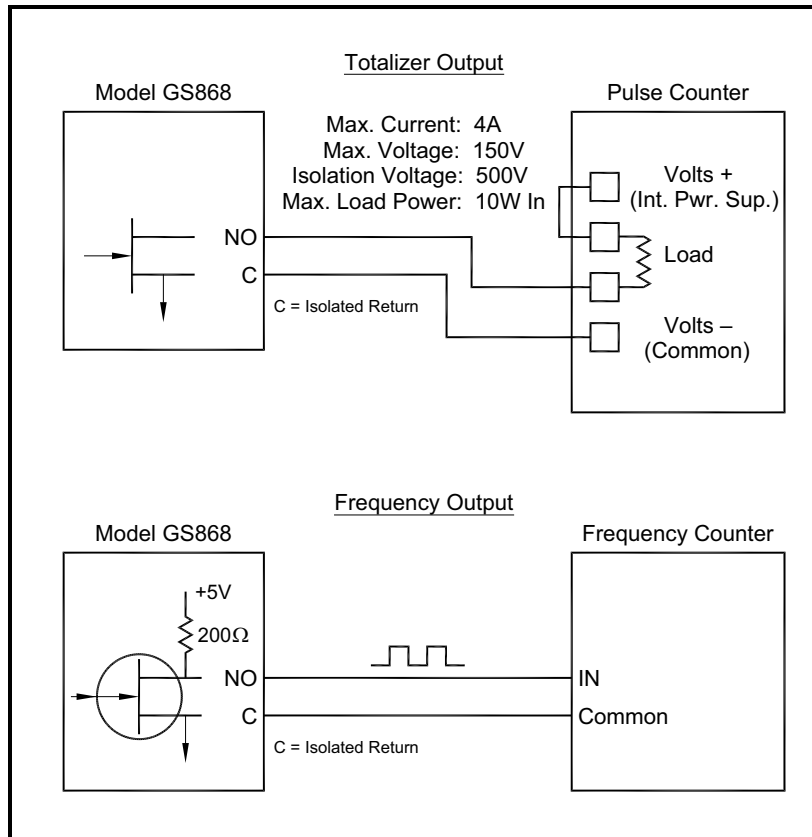 Totalizer Output
Model GS868
Pulse Counter
Max. Current: 4A
Max. Voltage: 150V
Isolation Voltage: 500V
Max. Load Power: 10W In
Volts +
(Int. Pwr. Sup.)
NO
Load
C
C = Isolated Return
Volts –
(Common)
Frequency Output
Model GS868
Frequency Counter
+5V
200Ω
NO
IN
C
Common
C = Isolated Return